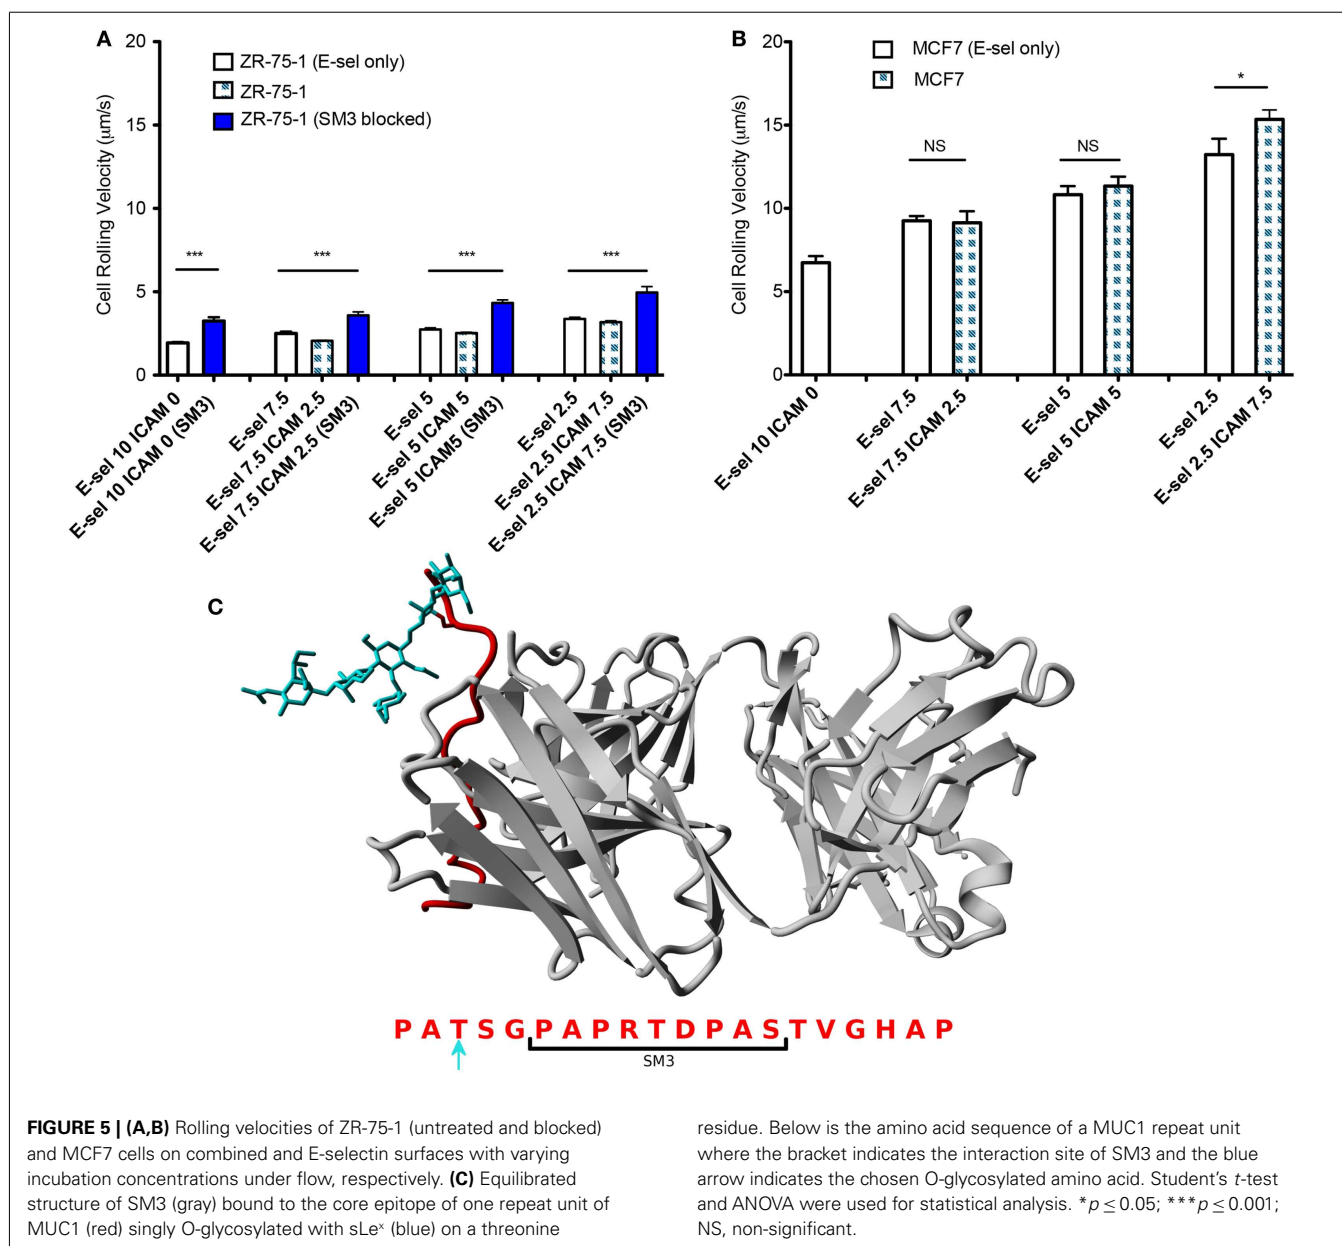 A
20
15
10
5
0
Cell Rolling Velocity (μm/s)
ZR-75-1 (E-sel only)
ZR-75-1
ZR-75-1 (SM3 blocked)
***
***
***
***
E-sel 10 ICAM 0
E-sel 10 ICAM 0 (SM3)
E-sel 7.5
E-sel 7.5 ICAM 2.5
E-sel 7.5 ICAM 2.5 (SM3)
E-sel 5
E-sel 5 ICAM 5
E-sel 5 ICAM5 (SM3)
E-sel 2.5
E-sel 2.5 ICAM 7.5
E-sel 2.5 ICAM 7.5 (SM3)
B
20
15
10
5
0
Cell Rolling Velocity (μm/s)
MCF7 (E-sel only)
MCF7
NS
NS
*
E-sel 10 ICAM 0
E-sel 7.5
E-sel 7.5 ICAM 2.5
E-sel 5
E-sel 5 ICAM 5
E-sel 2.5
E-sel 2.5 ICAM 7.5
C
P A T S G P A P R T D P A S T V G H A P
SM3
FIGURE 5 | (A,B) Rolling velocities of ZR-75-1 (untreated and blocked)
and MCF7 cells on combined and E-selectin surfaces with varying
incubation concentrations under flow, respectively. (C) Equilibrated
structure of SM3 (gray) bound to the core epitope of one repeat unit of
MUC1 (red) singly O-glycosylated with sLeˣ (blue) on a threonine
residue. Below is the amino acid sequence of a MUC1 repeat unit
where the bracket indicates the interaction site of SM3 and the blue
arrow indicates the chosen O-glycosylated amino acid. Student's t-test
and ANOVA were used for statistical analysis. *p ≤ 0.05; ***p ≤ 0.001;
NS, non-significant.